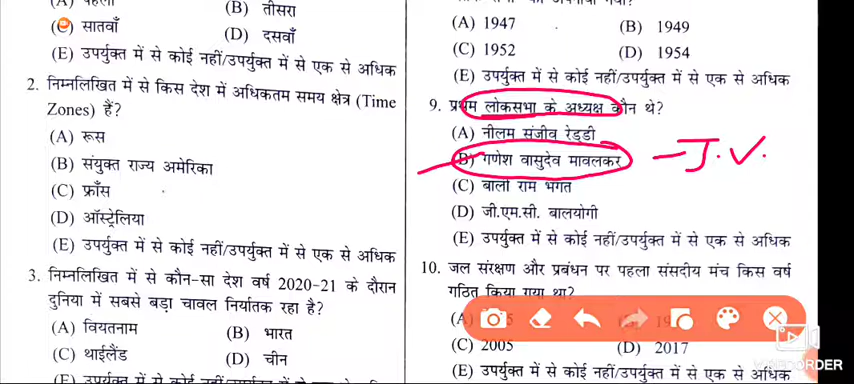 (B) तीसरा
सातवाँ
(D) दसवाँ
(E) उपर्युक्त में से कोई नहीं/उपर्युक्त में से एक से अधिक
2. निम्नलिखित में से किस देश में अधिकतम समय क्षेत्र (Time
Zones) हैं?
(A) रूस
(B) संयुक्त राज्य अमेरिका
(C) फ्राँस
(D) ऑस्ट्रेलिया
(E) उपर्युक्त में से कोई नहीं/उपर्युक्त में से एक से अधिक
3. निम्नलिखित में से कौन-सा देश वर्ष 2020-21 के दौरान
दुनिया में सबसे बड़ा चावल निर्यातक रहा है?
(A) वियतनाम
(B) भारत
(C) थाईलैंड
(D) चीन
(A) 1947
(B) 1949
(C) 1952
(D) 1954
(E) उपर्युक्त में से कोई नहीं/उपर्युक्त में से एक से अधिक
9. प्रथम लोकसभा के अध्यक्ष कौन थे?
(A) नीलम संजीव रेड्डी
(B) गणेश वासुदेव मावलकर
(C) बाली राम भगत
(D) जी.एम.सी. बालयोगी
(E) उपर्युक्त में से कोई नहीं/उपर्युक्त में से एक से अधिक
J.V.
10. जल संरक्षण और प्रबंधन पर पहला संसदीय मंच किस वर्ष
गठित किया गया था?
(C) 2005
(D) 2017
(E) उपर्युक्त में से कोई नहीं/उपर्युक्त में से एक से अधिक